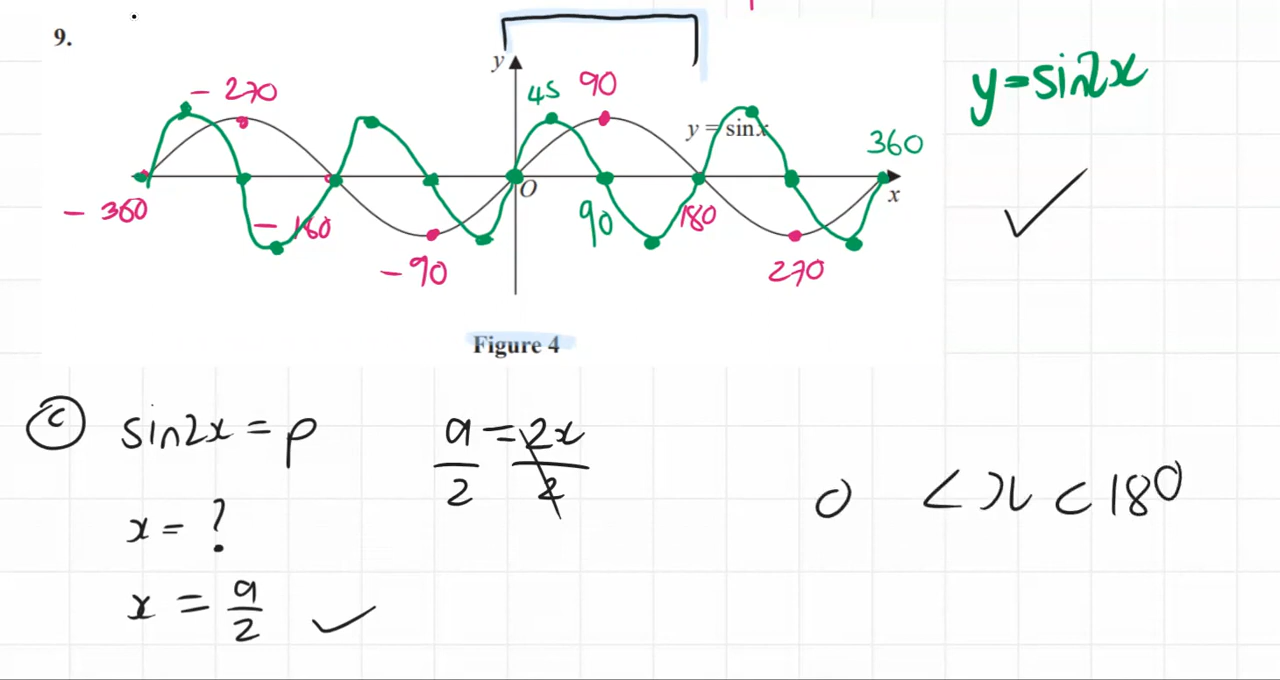 9.
y
- 270
45
90
y = sin x
y=sin2x
360
- 360
- 180
O
90
180
x
- 90
270
Figure 4
c sin2x = p
a/2 = 2x/2
0 < x < 180
x = ?
x = a/2